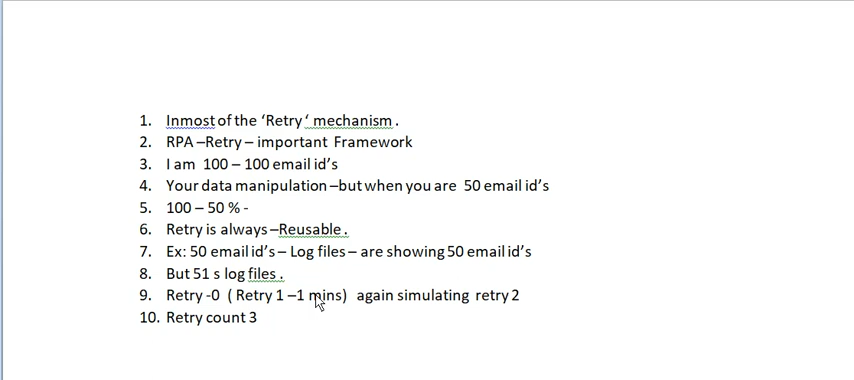 1. Inmost of the ‘Retry ‘ mechanism .
2. RPA –Retry – important Framework
3. I am 100 – 100 email id’s
4. Your data manipulation –but when you are 50 email id’s
5. 100 – 50 % -
6. Retry is always –Reusable .
7. Ex: 50 email id’s – Log files – are showing 50 email id’s
8. But 51 s log files .
9. Retry -0 ( Retry 1 –1 mins) again simulating retry 2
10. Retry count 3